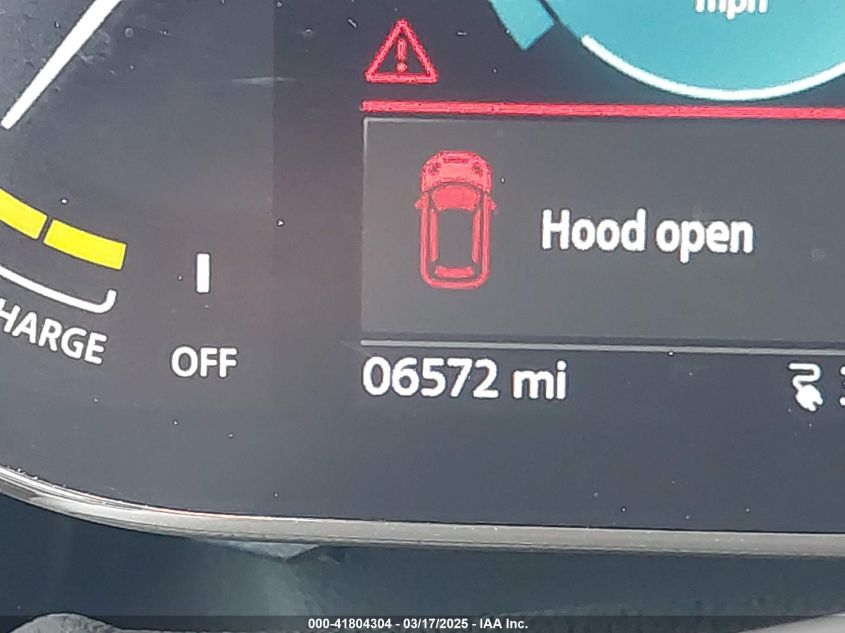 mph
Hood open
HARGE
OFF
06572 mi
000-41804304 - 03/17/2025 - IAA Inc.